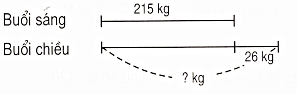 215 kg
Buổi sáng
Buổi chiều
26 kg
? kg